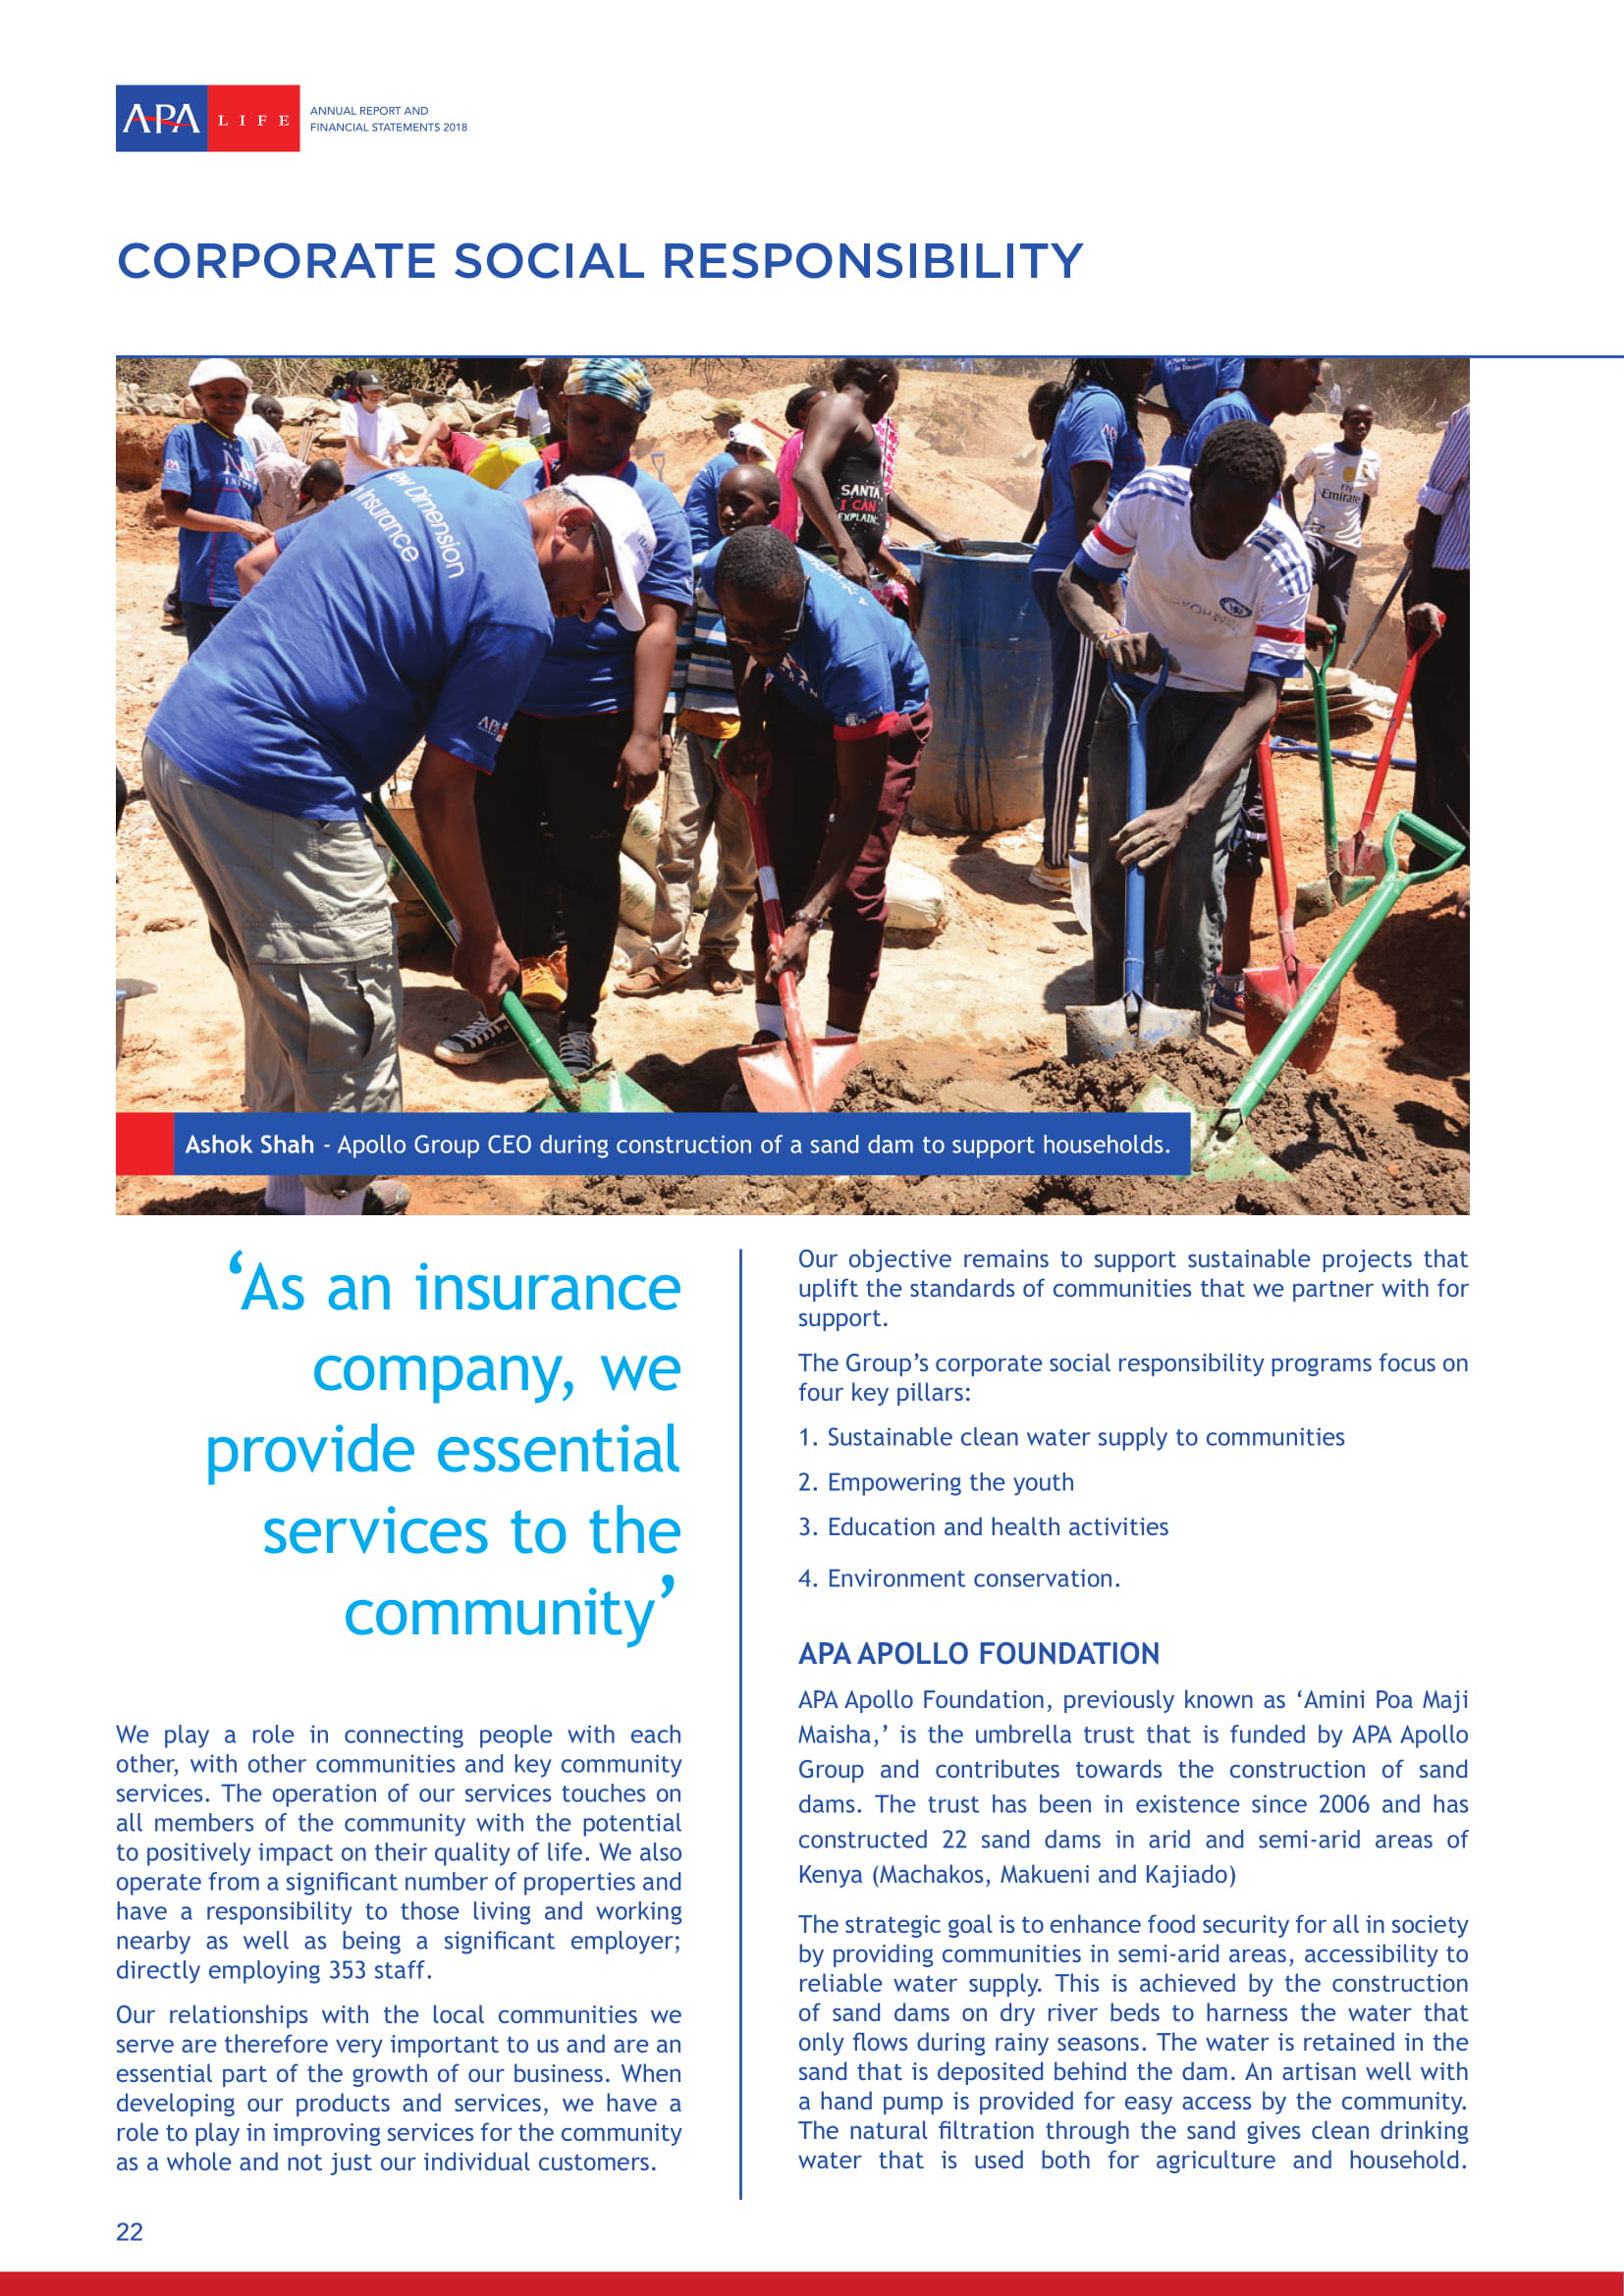 APA LIFE
ANNUAL REPORT AND
FINANCIAL STATEMENTS 2018
CORPORATE SOCIAL RESPONSIBILITY
Dimension
Insurance
APA
SANTA
I CAN
EXPLAIN
Fly
Emirates
Ashok Shah - Apollo Group CEO during construction of a sand dam to support households.
‘As an insurance
company, we
provide essential
services to the
community’
We play a role in connecting people with each
other, with other communities and key community
services. The operation of our services touches on
all members of the community with the potential
to positively impact on their quality of life. We also
operate from a significant number of properties and
have a responsibility to those living and working
nearby as well as being a significant employer;
directly employing 353 staff.
Our relationships with the local communities we
serve are therefore very important to us and are an
essential part of the growth of our business. When
developing our products and services, we have a
role to play in improving services for the community
as a whole and not just our individual customers.
Our objective remains to support sustainable projects that
uplift the standards of communities that we partner with for
support.
The Group’s corporate social responsibility programs focus on
four key pillars:
1. Sustainable clean water supply to communities
2. Empowering the youth
3. Education and health activities
4. Environment conservation.
APA APOLLO FOUNDATION
APA Apollo Foundation, previously known as ‘Amini Poa Maji
Maisha,’ is the umbrella trust that is funded by APA Apollo
Group and contributes towards the construction of sand
dams. The trust has been in existence since 2006 and has
constructed 22 sand dams in arid and semi-arid areas of
Kenya (Machakos, Makueni and Kajiado)
The strategic goal is to enhance food security for all in society
by providing communities in semi-arid areas, accessibility to
reliable water supply. This is achieved by the construction
of sand dams on dry river beds to harness the water that
only flows during rainy seasons. The water is retained in the
sand that is deposited behind the dam. An artisan well with
a hand pump is provided for easy access by the community.
The natural filtration through the sand gives clean drinking
water that is used both for agriculture and household.
22